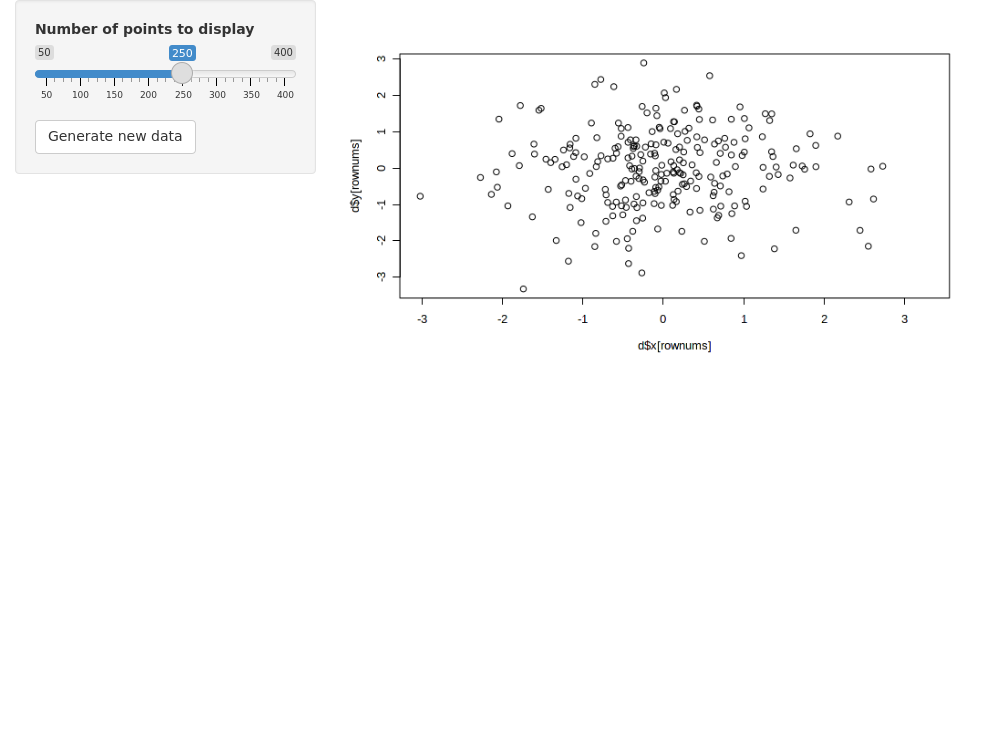 Number of points to display
50 250 400
50 100 150 200 250 300 350 400
Generate new data
d$y[rownums]
3
2
1
0
-1
-2
-3
-3 -2 -1 0 1 2 3
d$x[rownums]